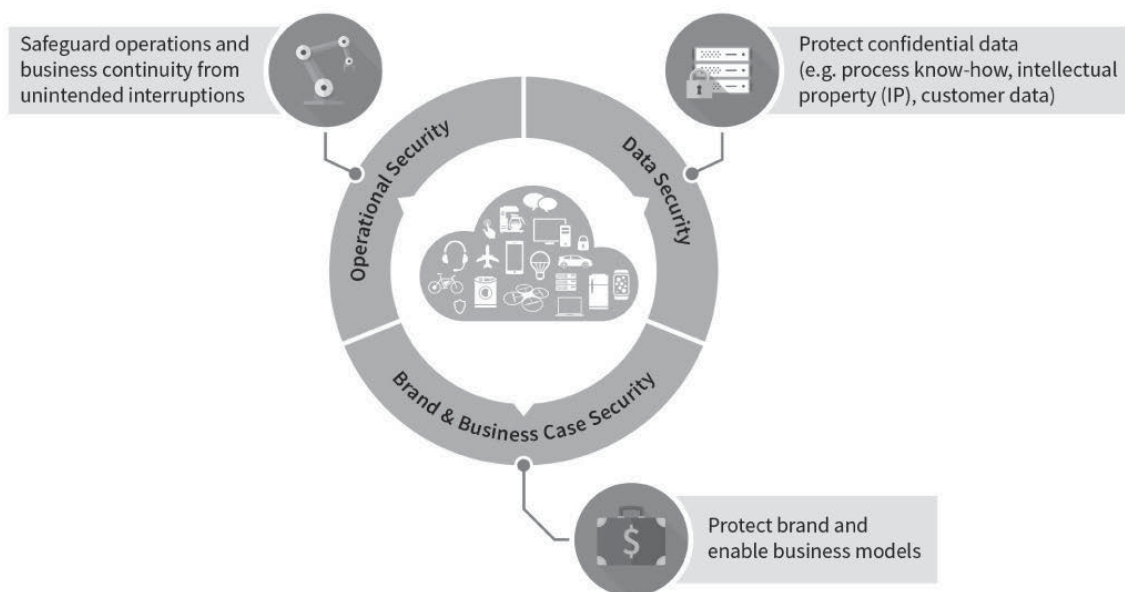 Safeguard operations and
business continuity from
unintended interruptions
Protect confidential data
(e.g. process know-how, intellectual
property (IP), customer data)
Operational Security
Data Security
Brand & Business Case Security
$
Protect brand and
enable business models